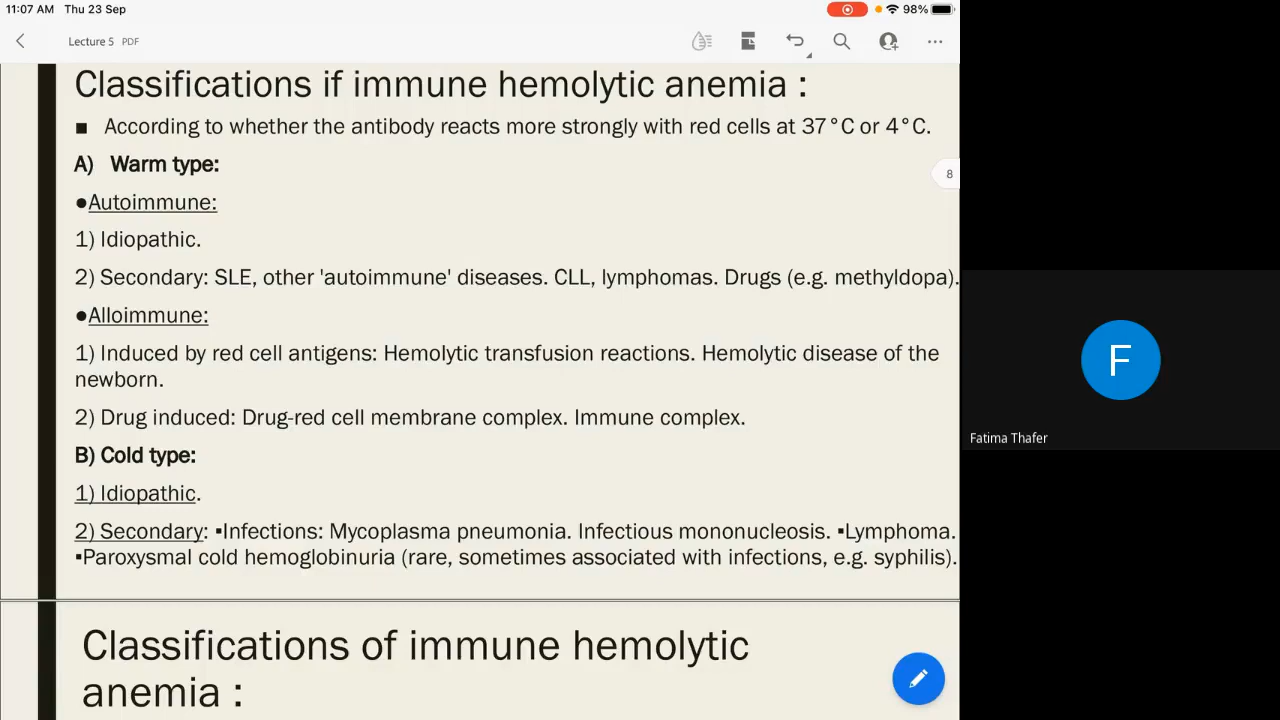 11:07 AM Thu 23 Sep
98%
Lecture 5 PDF
Classifications if immune hemolytic anemia :
■ According to whether the antibody reacts more strongly with red cells at 37°C or 4°C.
8
A) Warm type:
●Autoimmune:
1) Idiopathic.
2) Secondary: SLE, other 'autoimmune' diseases. CLL, lymphomas. Drugs (e.g. methyldopa).
●Alloimmune:
1) Induced by red cell antigens: Hemolytic transfusion reactions. Hemolytic disease of the
newborn.
2) Drug induced: Drug-red cell membrane complex. Immune complex.
B) Cold type:
1) Idiopathic.
2) Secondary: ▪Infections: Mycoplasma pneumonia. Infectious mononucleosis. ▪Lymphoma.
▪Paroxysmal cold hemoglobinuria (rare, sometimes associated with infections, e.g. syphilis).
Classifications of immune hemolytic
anemia :
F
Fatima Thafer